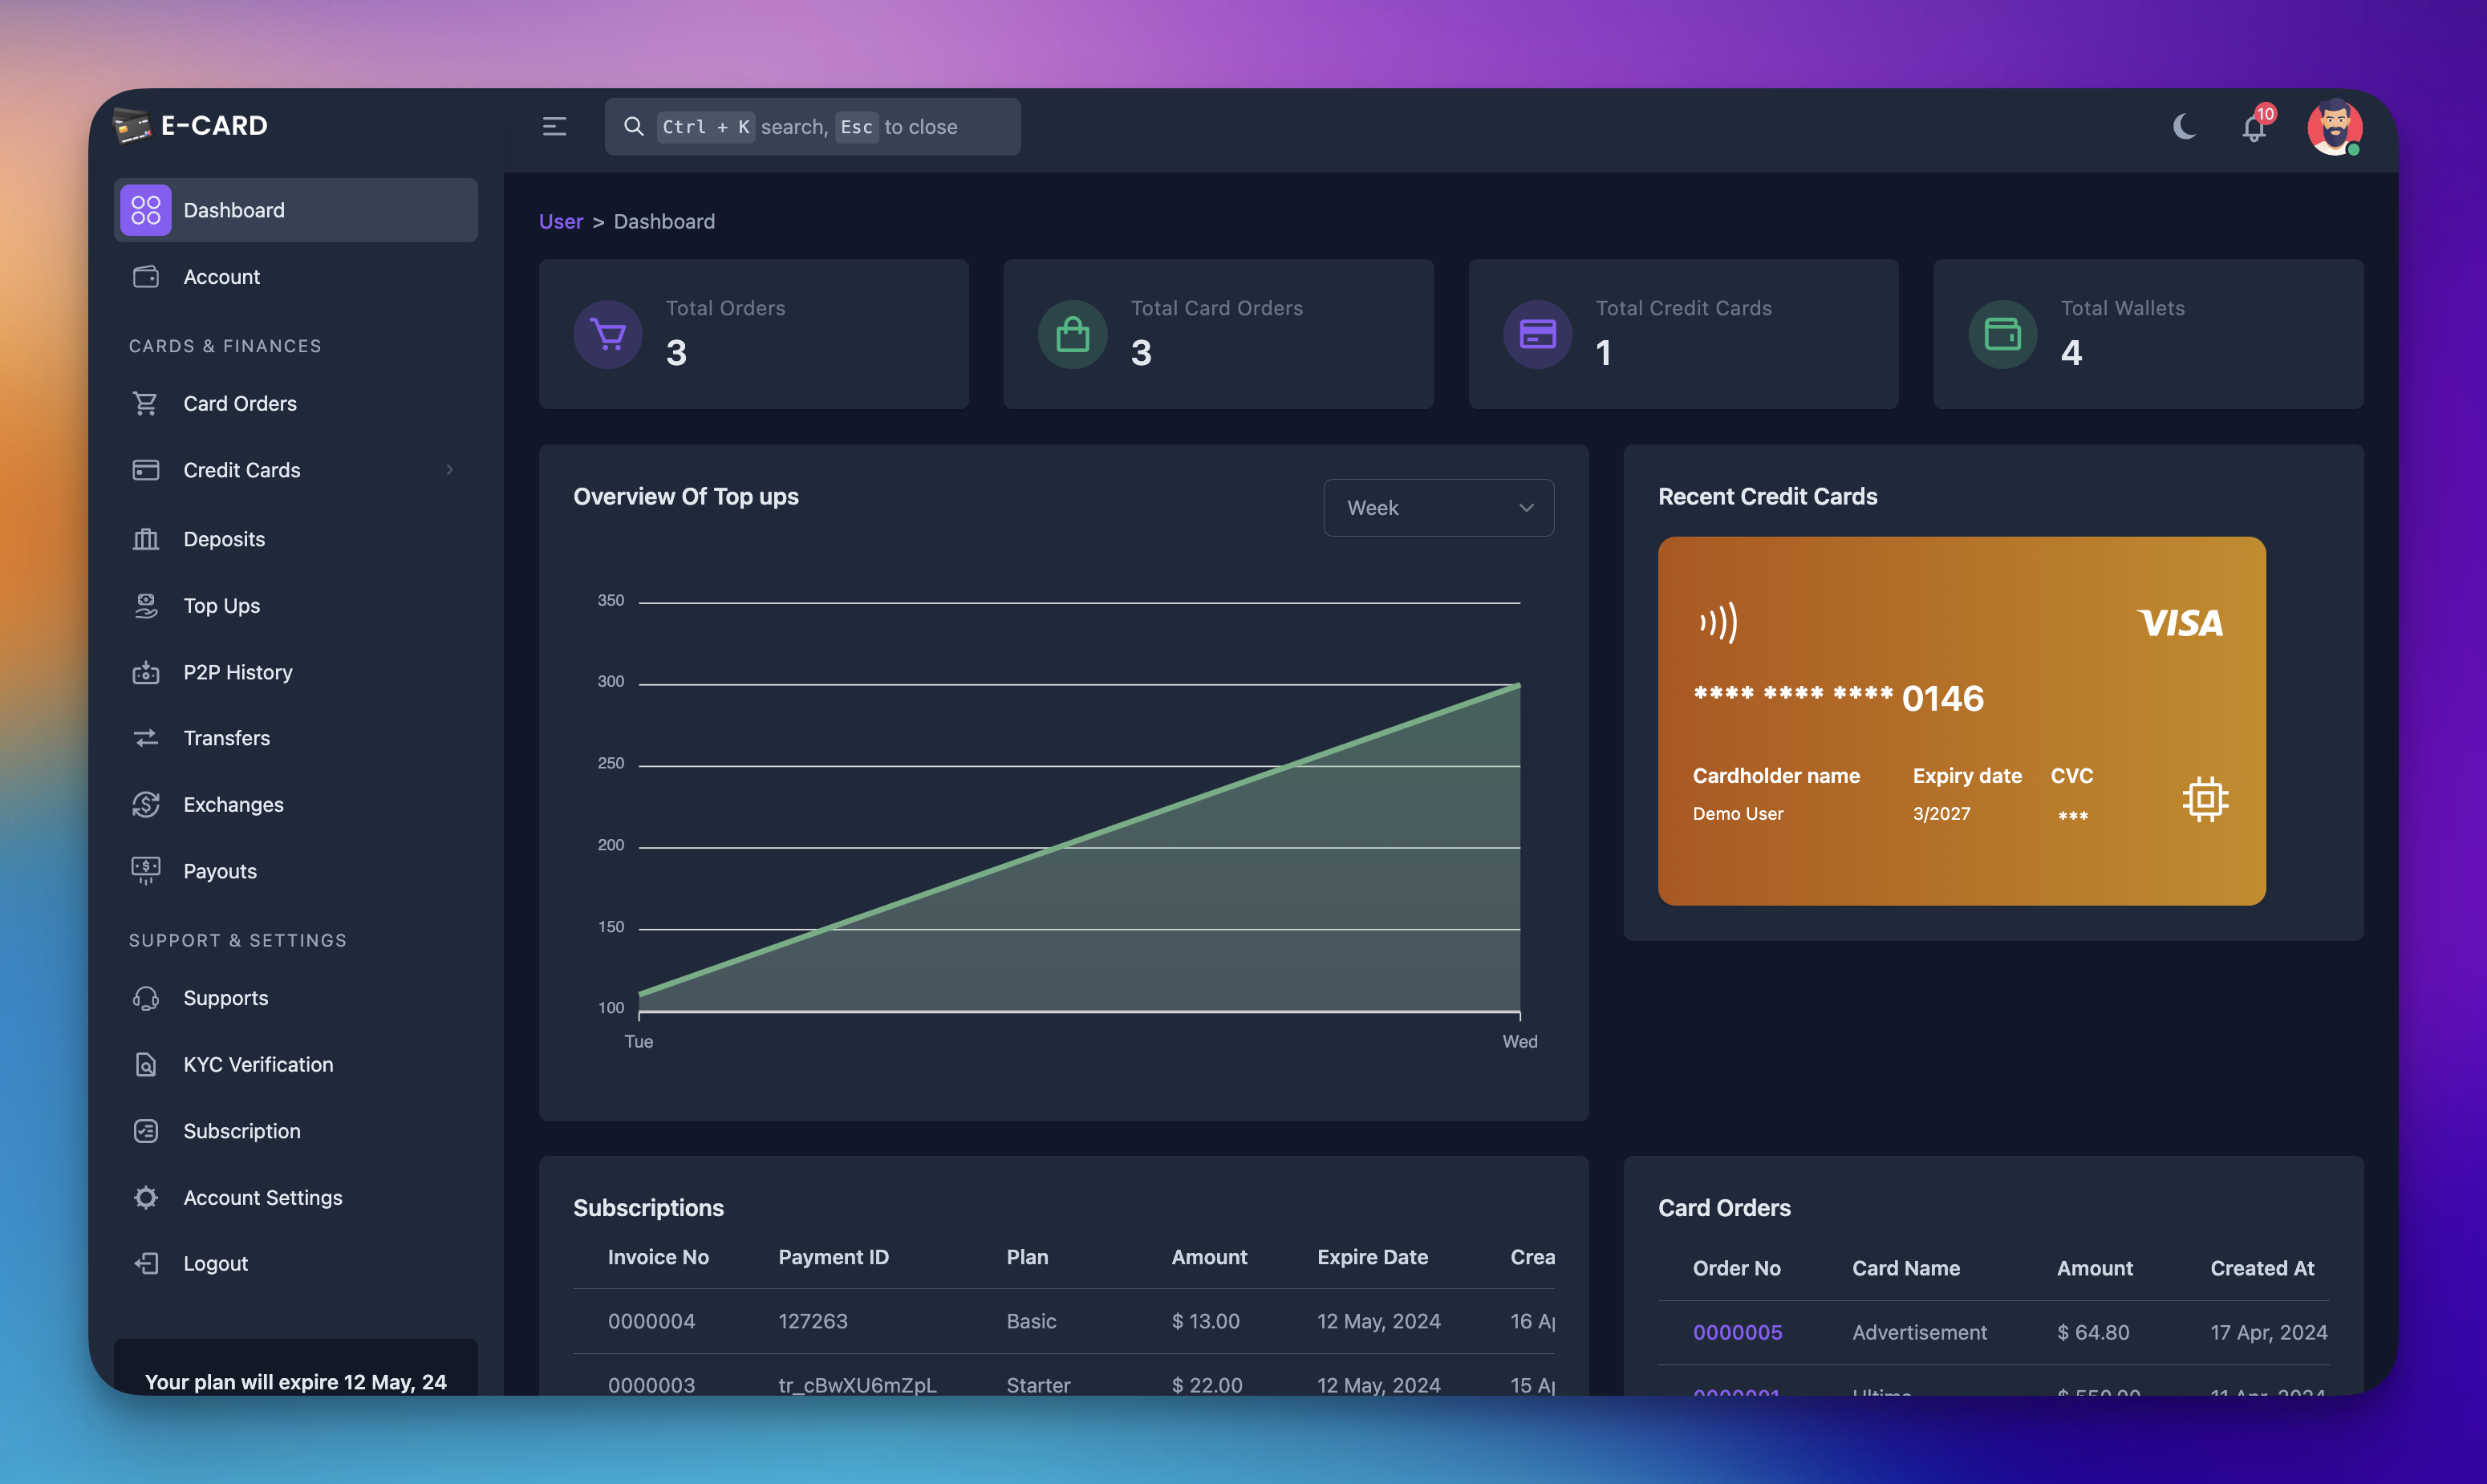 E-CARD
Ctrl + K search, Esc to close
10
Dashboard
Account
CARDS & FINANCES
Card Orders
Credit Cards
Deposits
Top Ups
P2P History
Transfers
Exchanges
Payouts
SUPPORT & SETTINGS
Supports
KYC Verification
Subscription
Account Settings
Logout
Your plan will expire 12 May, 24
User > Dashboard
Total Orders
3
Total Card Orders
3
Total Credit Cards
1
Total Wallets
4
Overview Of Top ups
Week
350
300
250
200
150
100
Tue Wed
Recent Credit Cards
VISA
**** **** **** 0146
Cardholder name Expiry date CVC
Demo User 3/2027 ***
Subscriptions
Invoice No Payment ID Plan Amount Expire Date Crea
0000004 127263 Basic $ 13.00 12 May, 2024 16 A
0000003 tr_cBwXU6mZpL Starter $ 22.00 12 May, 2024 15 A
Card Orders
Order No Card Name Amount Created At
0000005 Advertisement $ 64.80 17 Apr, 2024